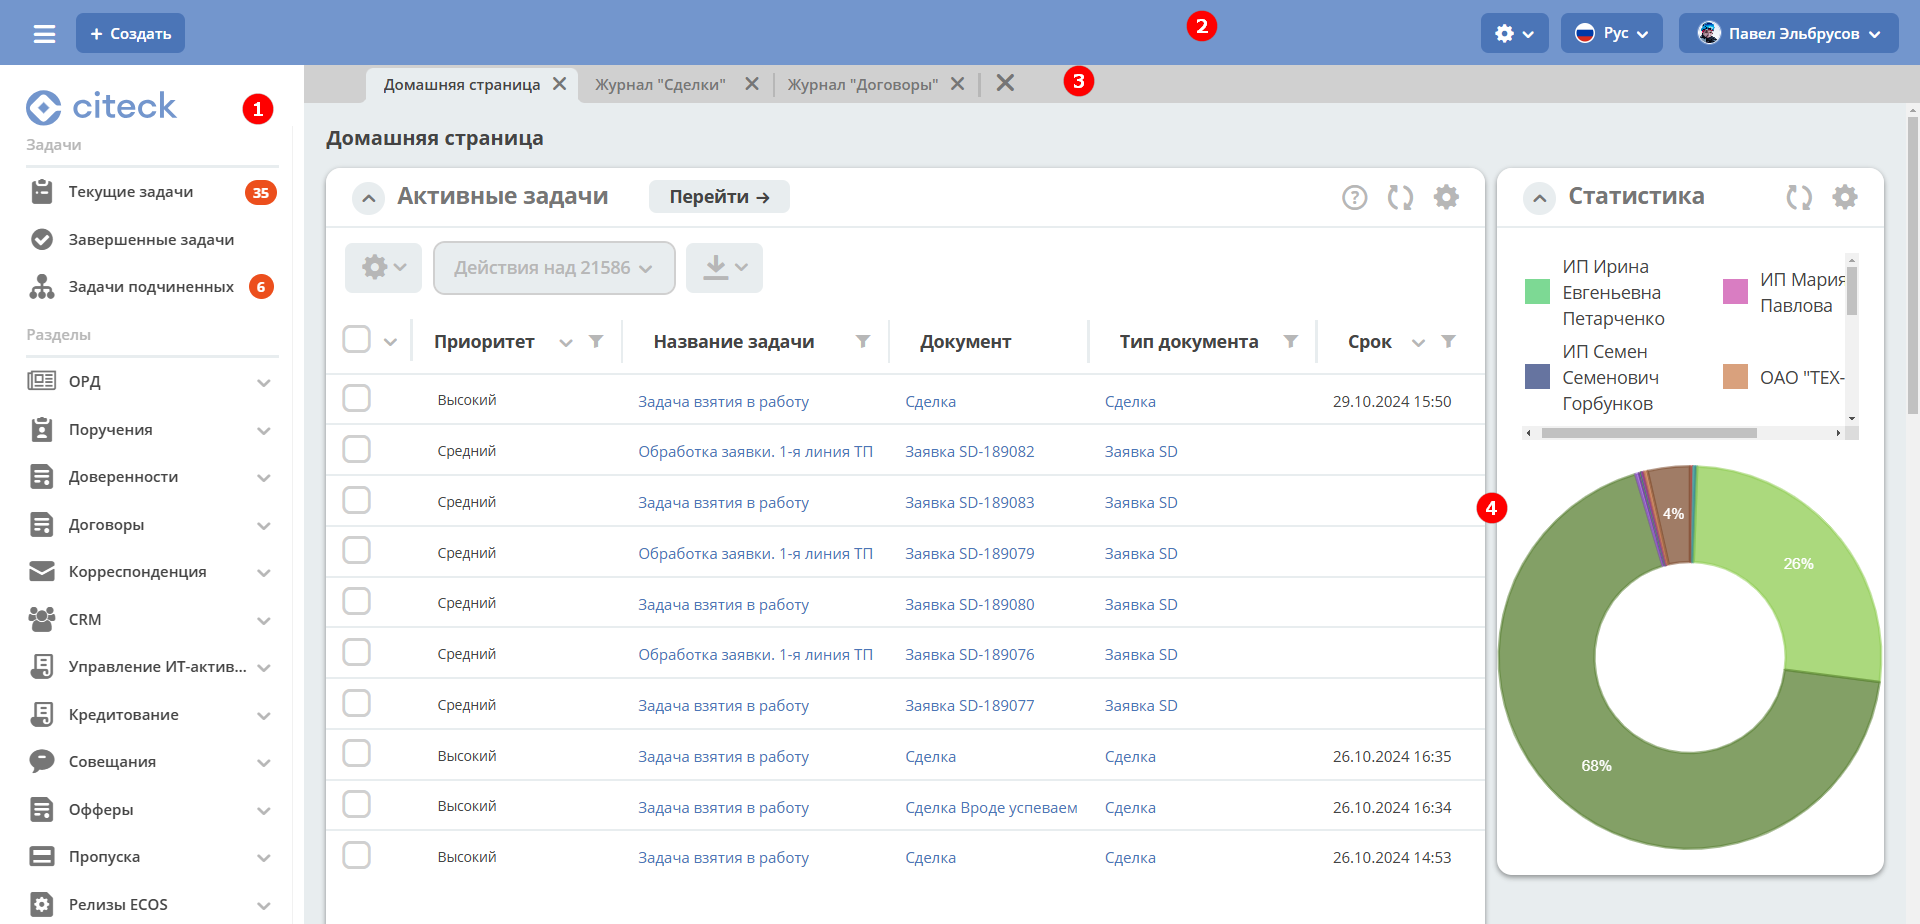 + Создать
2
Рус
Павел Эльбрусов
citeck
1
Домашняя страница
Журнал "Сделки"
Журнал "Договоры"
3
Задачи
Текущие задачи 35
Завершенные задачи
Задачи подчиненных 6
Разделы
ОРД
Поручения
Доверенности
Договоры
Корреспонденция
CRM
Управление ИТ-актив...
Кредитование
Совещания
Офферы
Пропуска
Релизы ECOS
Домашняя страница
Активные задачи Перейти →
Действия над 21586
Приоритет Название задачи Документ Тип документа Срок
Высокий Задача взятия в работу Сделка Сделка 29.10.2024 15:50
Средний Обработка заявки. 1-я линия ТП Заявка SD-189082 Заявка SD
Средний Задача взятия в работу Заявка SD-189083 Заявка SD
Средний Обработка заявки. 1-я линия ТП Заявка SD-189079 Заявка SD
Средний Задача взятия в работу Заявка SD-189080 Заявка SD
Средний Обработка заявки. 1-я линия ТП Заявка SD-189076 Заявка SD
Средний Задача взятия в работу Заявка SD-189077 Заявка SD
Высокий Задача взятия в работу Сделка Сделка 26.10.2024 16:35
Высокий Задача взятия в работу Сделка Вроде успеваем Сделка 26.10.2024 16:34
Высокий Задача взятия в работу Сделка Сделка 26.10.2024 14:53
Статистика
ИП Ирина
Евгеньевна
Петарченко
ИП Мария
Павлова
ИП Семен
Семенович
Горбунков
ОАО "ТЕХ-
4
4%
26%
68%